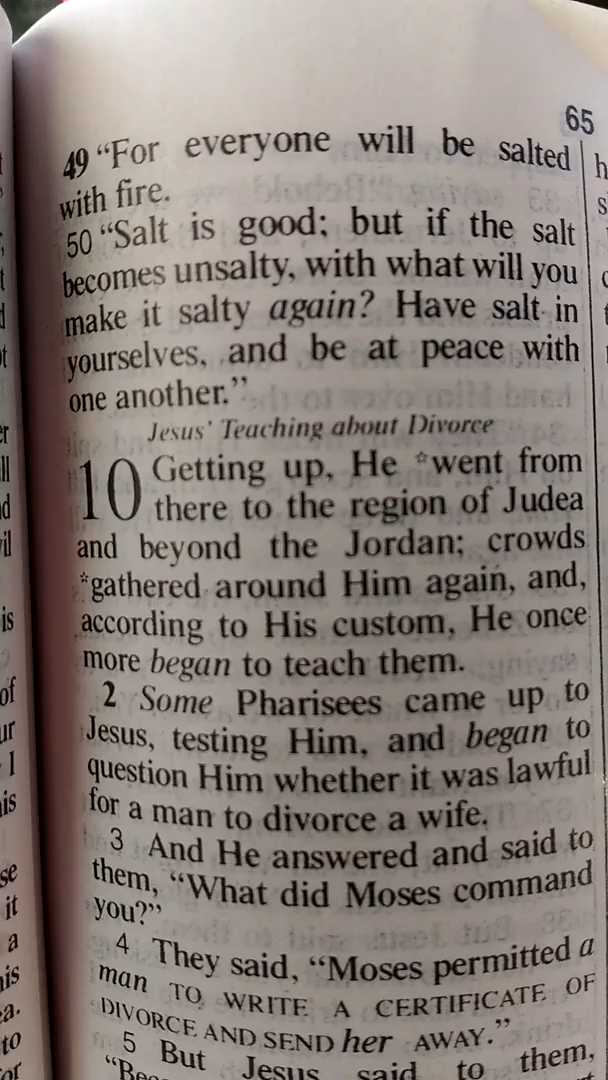 65
49 “For everyone will be salted
with fire.
50 “Salt is good; but if the salt
becomes unsalty, with what will you
make it salty again? Have salt in
yourselves, and be at peace with
one another.”
Jesus’ Teaching about Divorce
10 Getting up, He *went from
there to the region of Judea
and beyond the Jordan; crowds
*gathered around Him again, and,
according to His custom, He once
more began to teach them.
2 Some Pharisees came up to
Jesus, testing Him, and began to
question Him whether it was lawful
for a man to divorce a wife.
3 And He answered and said to
them, “What did Moses command
you?”
4 They said, “Moses permitted a
man TO WRITE A CERTIFICATE OF
DIVORCE AND SEND her AWAY.”
5 But Jesus said to them,